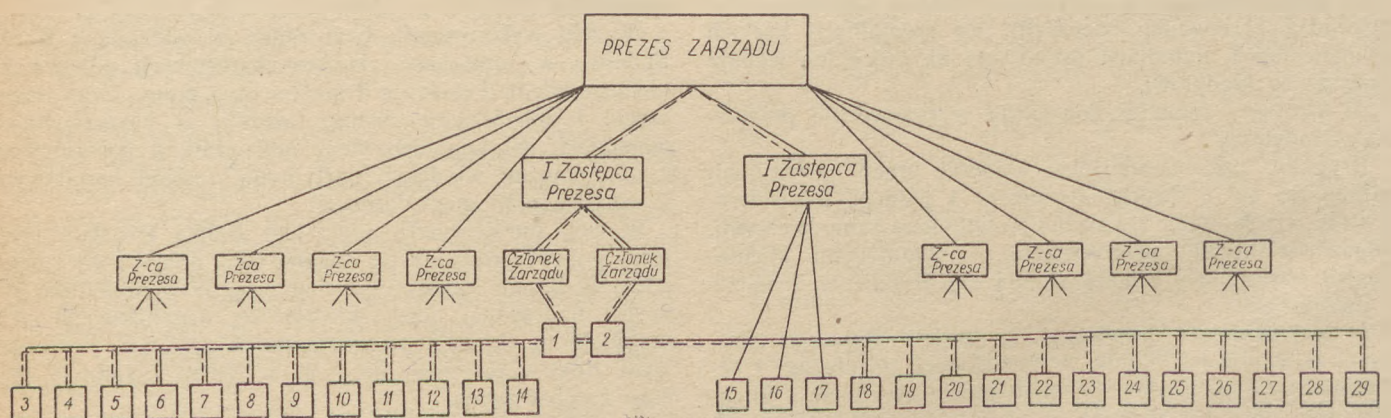 PREZES ZARZĄDU
I Zastępca
Prezesa
I Zastępca
Prezesa
Z-ca
Prezesa
Z-ca
Prezesa
Z-ca
Prezesa
Z-ca
Prezesa
Członek
Zarządu
Członek
Zarządu
Z-ca
Prezesa
Z-ca
Prezesa
Z-ca
Prezesa
Z-ca
Prezesa
1
2
3
4
5
6
7
8
9
10
11
12
13
14
15
16
17
18
19
20
21
22
23
24
25
26
27
28
29